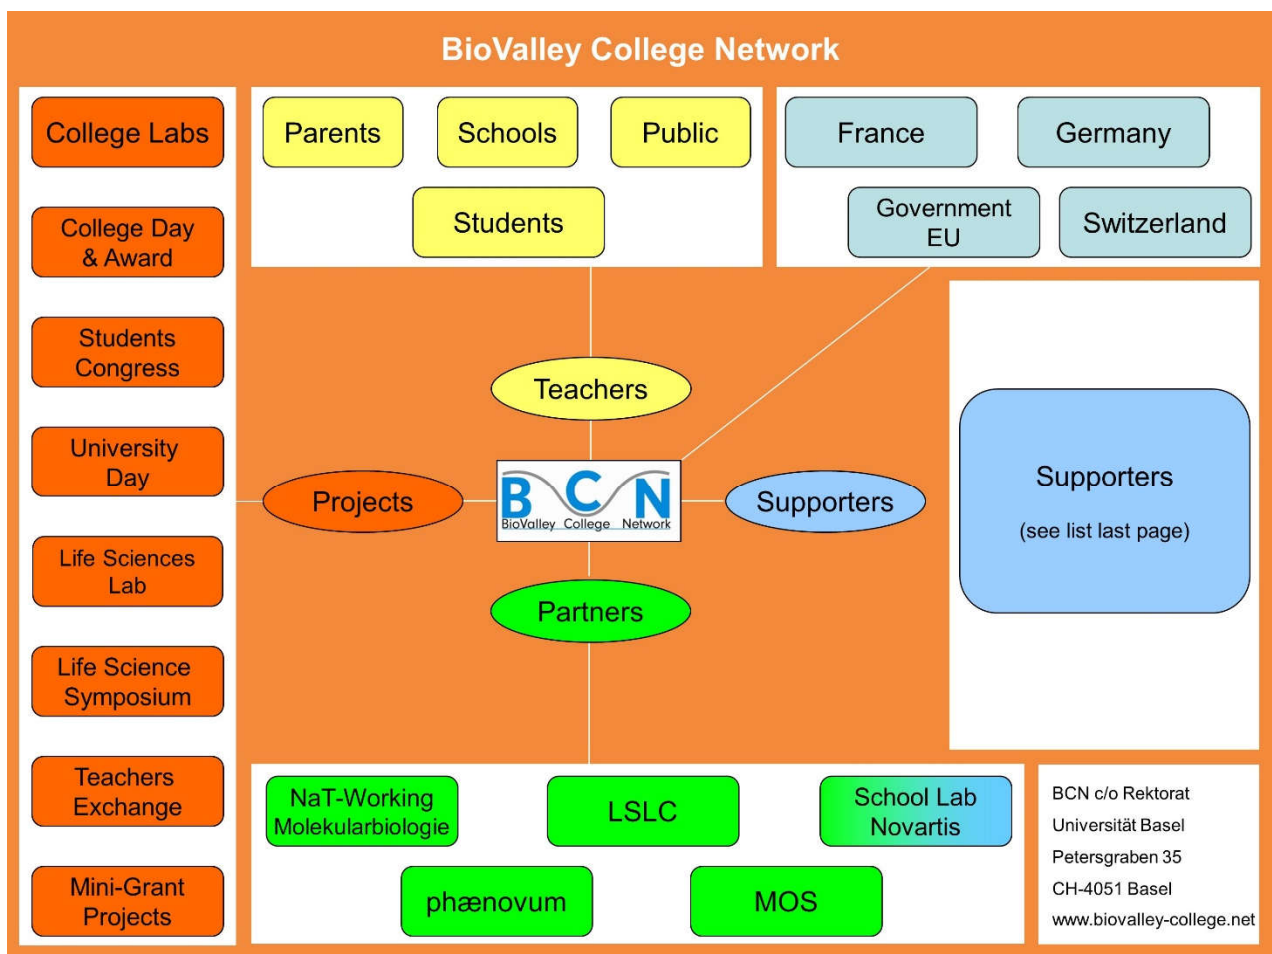 BioValley College Network
College Labs
College Day
& Award
Students
Congress
University
Day
Life Sciences
Lab
Life Science
Symposium
Teachers
Exchange
Mini-Grant
Projects
Parents
Schools
Public
Students
France
Germany
Government
EU
Switzerland
Teachers
Projects
BCN
BioValley College Network
Supporters
Partners
Supporters
(see list last page)
NaT-Working
Molekularbiologie
LSLC
School Lab
Novartis
phænovum
MOS
BCN c/o Rektorat
Universität Basel
Petersgraben 35
CH-4051 Basel
www.biovalley-college.net